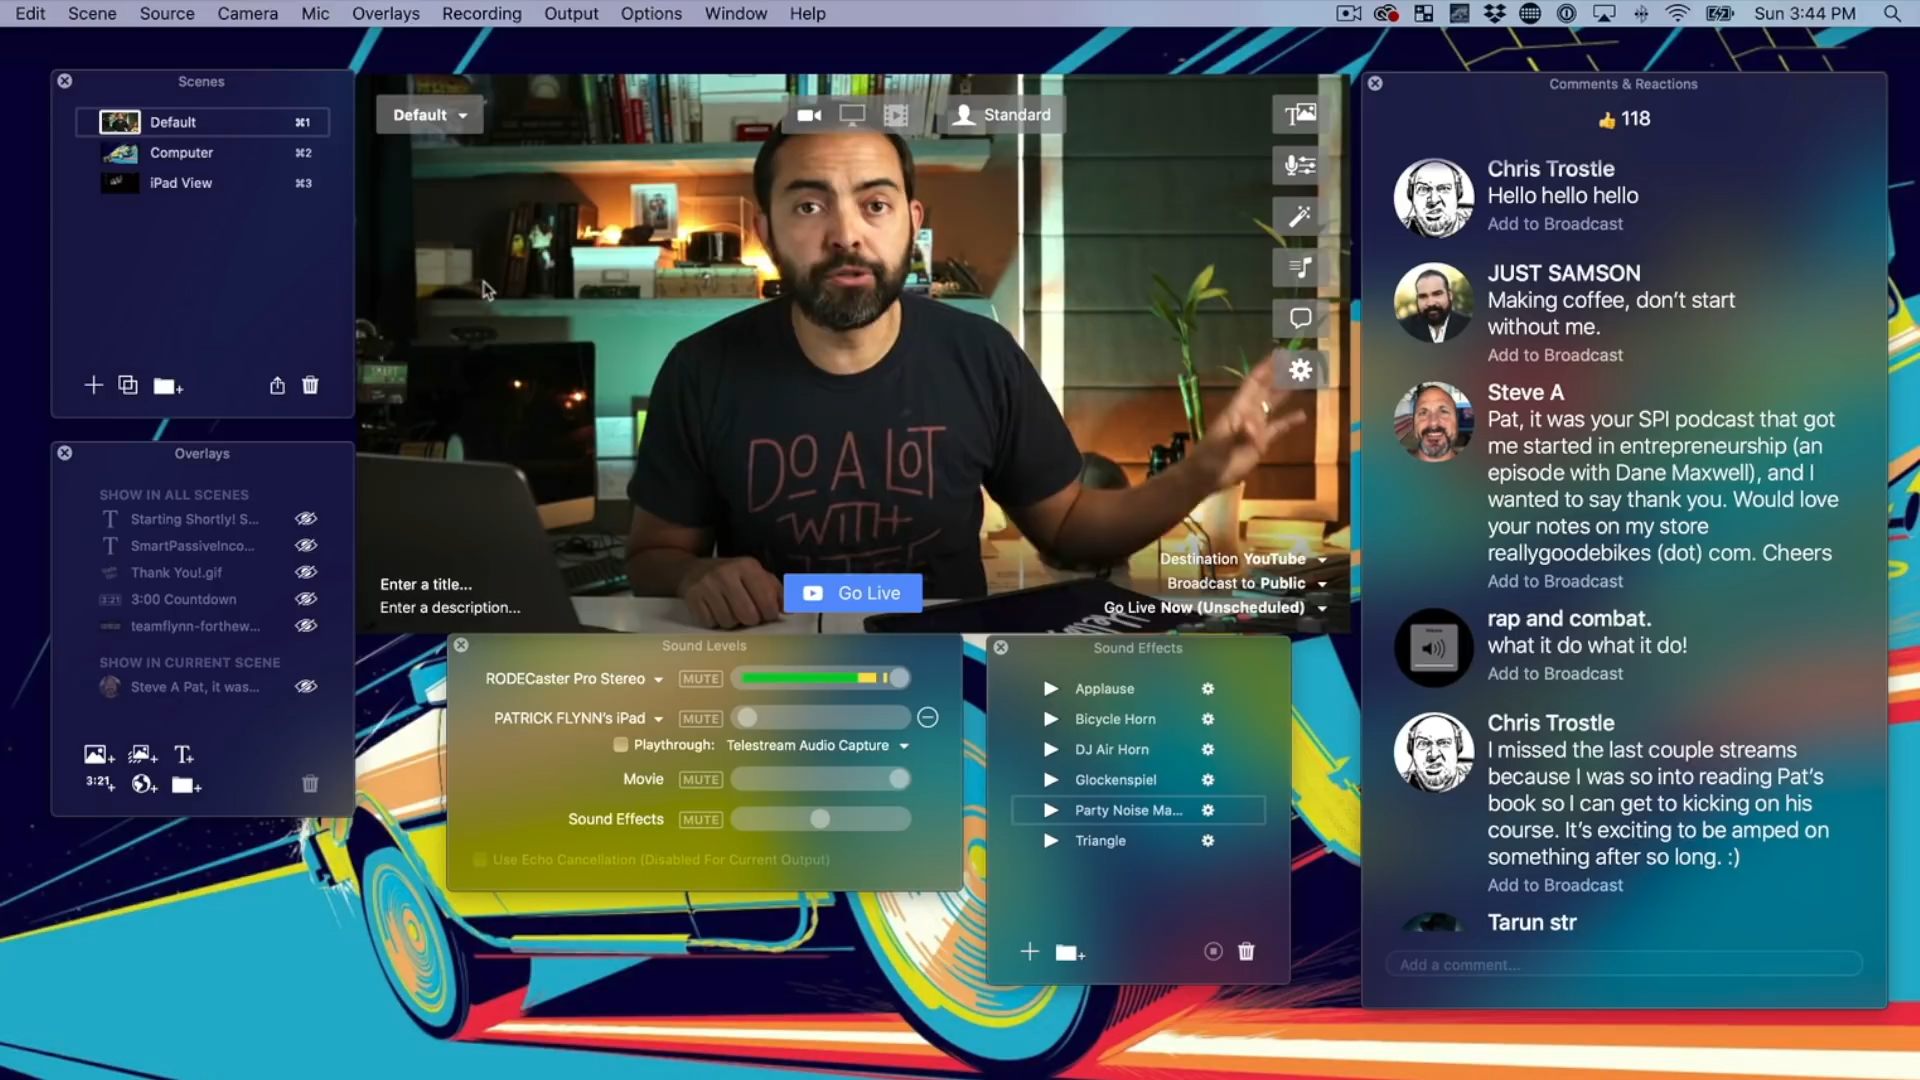 Edit Scene Source Camera Mic Overlays Recording Output Options Window Help
Sun 3:44 PM
Scenes
Default ⌘1
Computer ⌘2
iPad View ⌘3
Overlays
SHOW IN ALL SCENES
Starting Shortly! S...
SmartPassiveInco...
Thank You!.gif
3:21 3:00 Countdown
teamflynn-forthew...
SHOW IN CURRENT SCENE
Steve A Pat, it was...
3:21+
Default
Standard
DO A LOT
WITH
Enter a title...
Enter a description...
Go Live
Destination YouTube
Broadcast to Public
Go Live Now (Unscheduled)
Sound Levels
RODECaster Pro Stereo MUTE
PATRICK FLYNN's iPad MUTE
Playthrough: Telestream Audio Capture
Movie MUTE
Sound Effects MUTE
Use Echo Cancellation (Disabled For Current Output)
Sound Effects
Applause
Bicycle Horn
DJ Air Horn
Glockenspiel
Party Noise Ma...
Triangle
Comments & Reactions
👍 118
Chris Trostle
Hello hello hello
Add to Broadcast
JUST SAMSON
Making coffee, don't start
without me.
Add to Broadcast
Steve A
Pat, it was your SPI podcast that got
me started in entrepreneurship (an
episode with Dane Maxwell), and I
wanted to say thank you. Would love
your notes on my store
reallygoodebikes (dot) com. Cheers
Add to Broadcast
rap and combat.
what it do what it do!
Add to Broadcast
Chris Trostle
I missed the last couple streams
because I was so into reading Pat's
book so I can get to kicking on his
course. It's exciting to be amped on
something after so long. :)
Add to Broadcast
Tarun str
Add a comment...